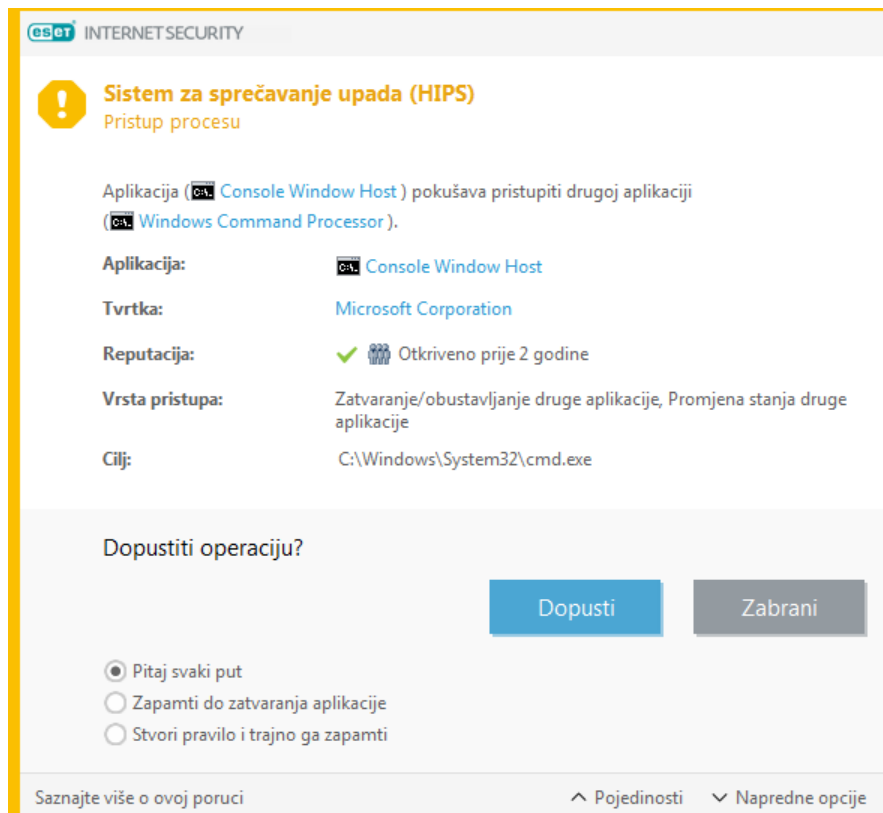 eset INTERNET SECURITY
Sistem za sprečavanje upada (HIPS)
Pristup procesu
Aplikacija ( Console Window Host ) pokušava pristupiti drugoj aplikaciji
( Windows Command Processor ).
Aplikacija: Console Window Host
Tvrtka: Microsoft Corporation
Reputacija: Otkriveno prije 2 godine
Vrsta pristupa: Zatvaranje/obustavljanje druge aplikacije, Promjena stanja druge
aplikacije
Cilj: C:\Windows\System32\cmd.exe
Dopustiti operaciju?
Dopusti Zabrani
Pitaj svaki put
Zapamti do zatvaranja aplikacije
Stvori pravilo i trajno ga zapamti
Saznajte više o ovoj poruci Pojedinosti Napredne opcije